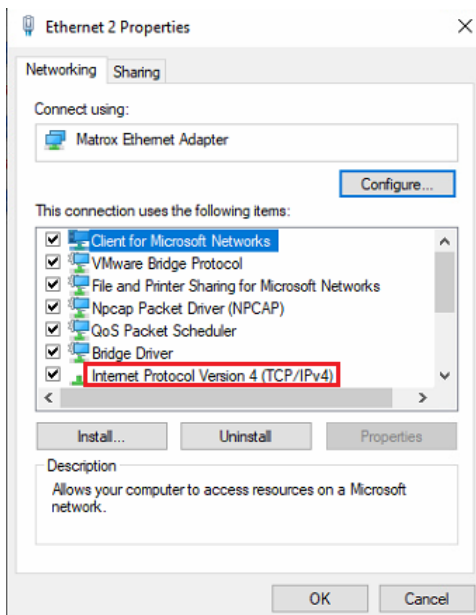 Ethernet 2 Properties
Networking
Sharing
Connect using:
Matrox Ethernet Adapter
Configure...
This connection uses the following items:
Client for Microsoft Networks
VMware Bridge Protocol
File and Printer Sharing for Microsoft Networks
Npcap Packet Driver (NPCAP)
QoS Packet Scheduler
Bridge Driver
Internet Protocol Version 4 (TCP/IPv4)
Install...
Uninstall
Properties
Description
Allows your computer to access resources on a Microsoft
network.
OK
Cancel